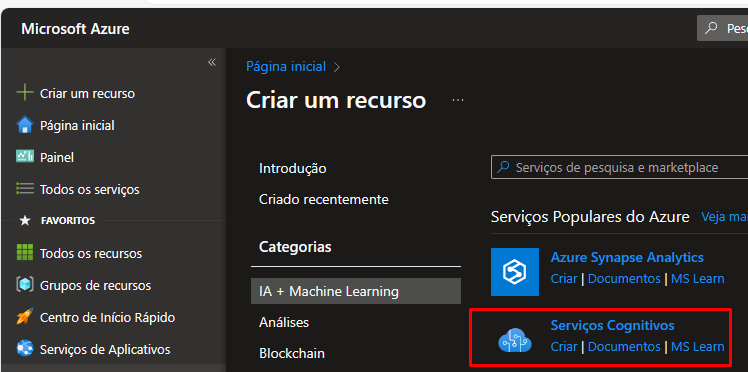 Microsoft Azure
«
Criar um recurso
Página inicial
Painel
Todos os serviços
FAVORITOS
Todos os recursos
Grupos de recursos
Centro de Início Rápido
Serviços de Aplicativos
Página inicial >
Criar um recurso ...
Introdução
Criado recentemente
Categorias
IA + Machine Learning
Análises
Blockchain
Serviços de pesquisa e marketplace
Serviços Populares do Azure
Azure Synapse Analytics
Criar | Documentos | MS Learn
Serviços Cognitivos
Criar | Documentos | MS Learn